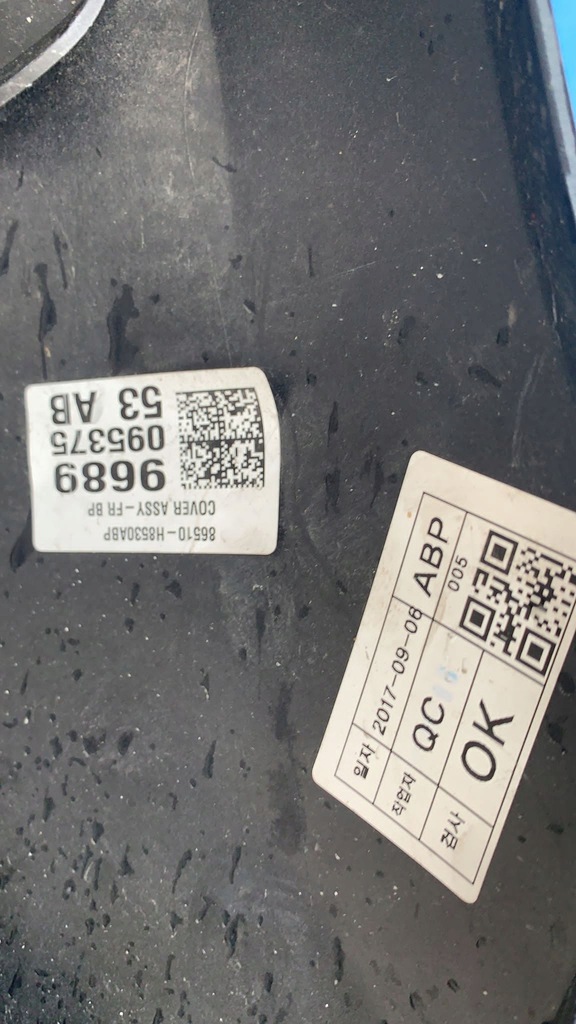 86510-H8530ABP
COVER ASSY-FR BP
9689
095375
53 AB
일자 2017-09-06 ABP
작업자 QC 005
검사 OK